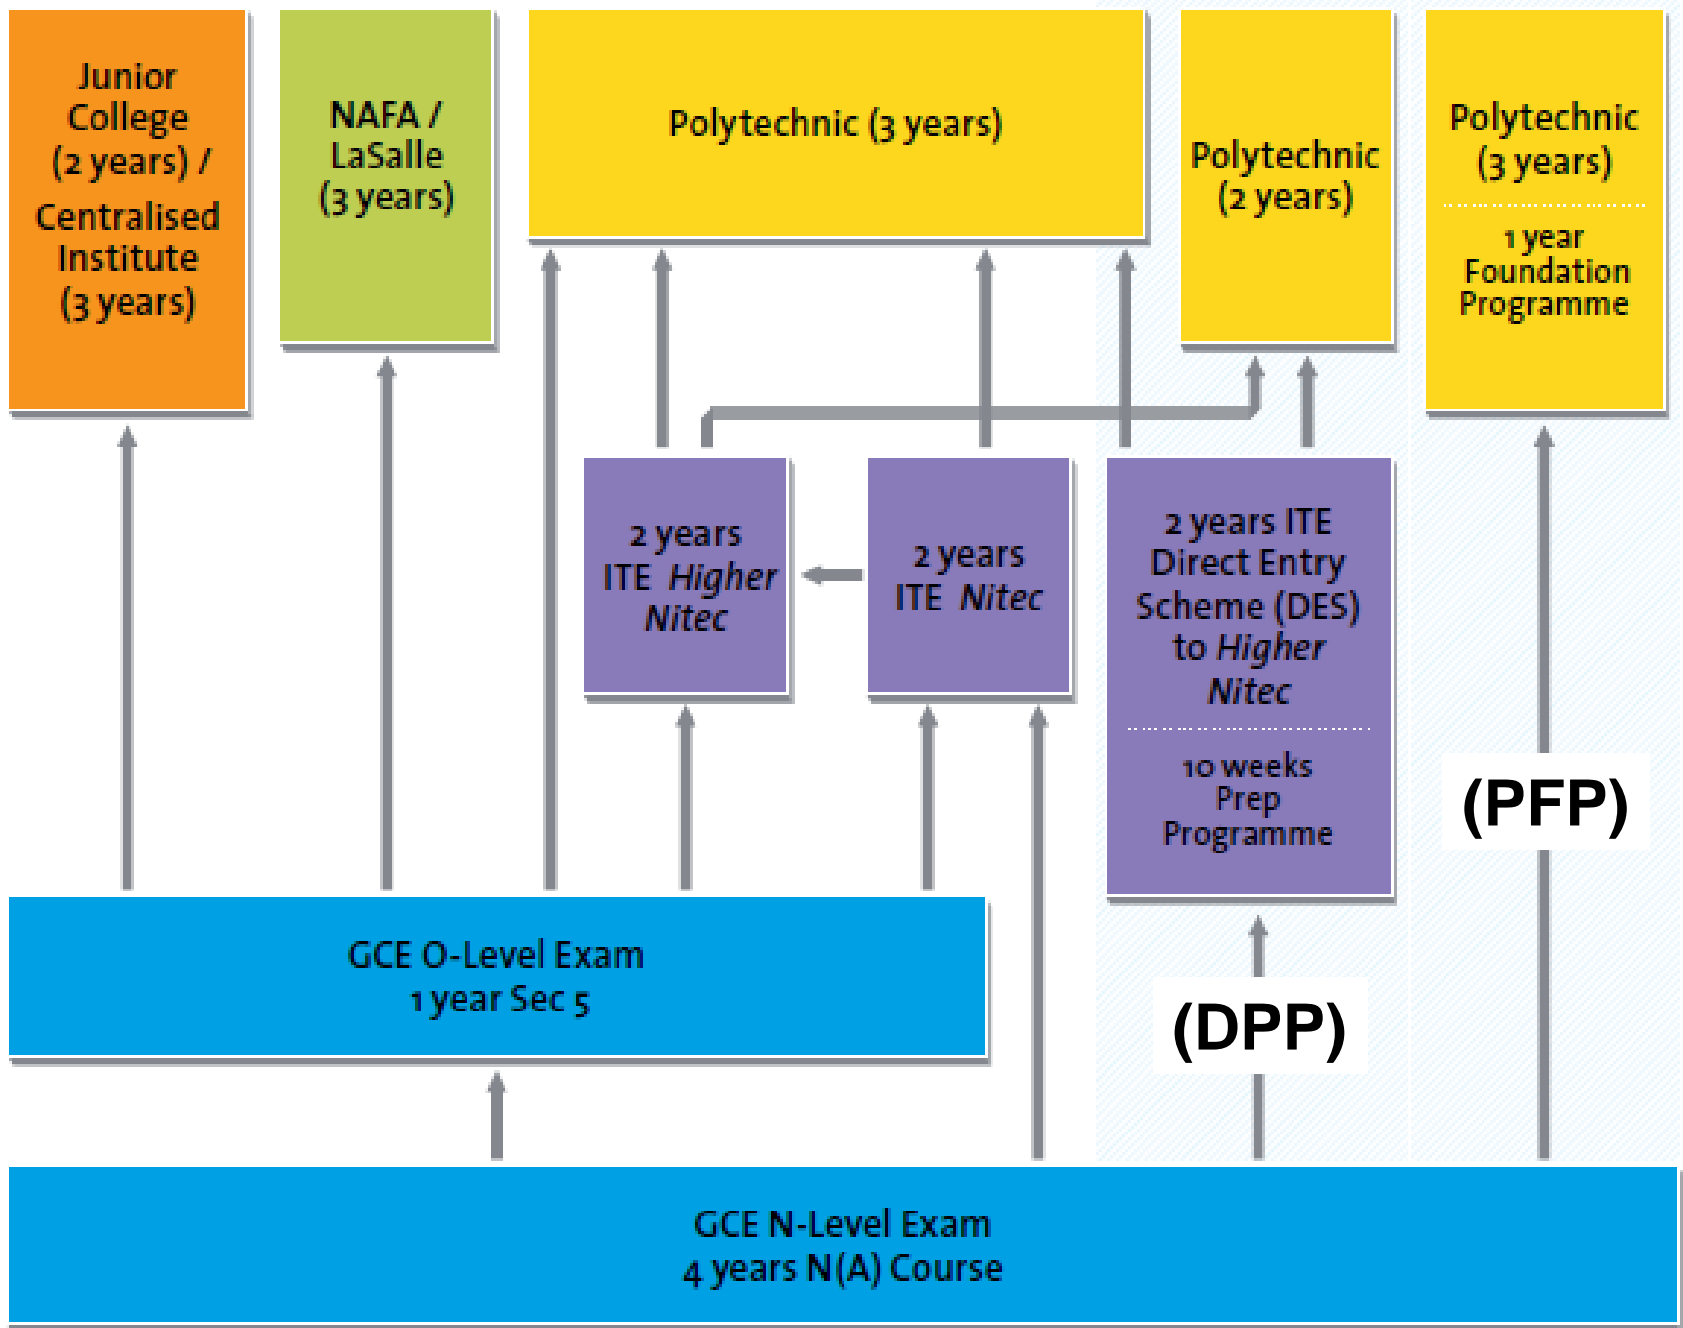 Junior
College
(2 years) /
Centralised
Institute
(3 years)
NAFA /
LaSalle
(3 years)
Polytechnic (3 years)
Polytechnic
(2 years)
Polytechnic
(3 years)
1 year
Foundation
Programme
2 years
ITE Higher
Nitec
2 years
ITE Nitec
2 years ITE
Direct Entry
Scheme (DES)
to Higher
Nitec
10 weeks
Prep
Programme
(PFP)
GCE O-Level Exam
1 year Sec 5
(DPP)
GCE N-Level Exam
4 years N(A) Course